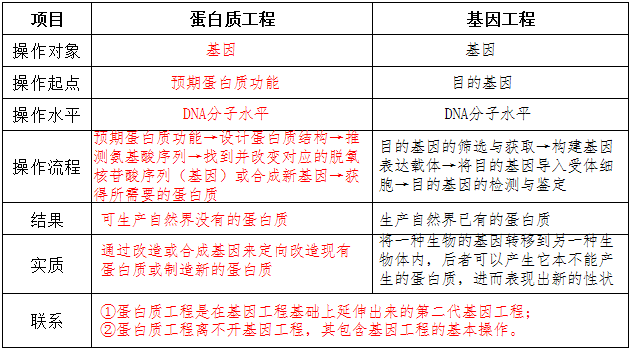 项目 蛋白质工程 基因工程
操作对象 基因 基因
操作起点 预期蛋白质功能 目的基因
操作水平 DNA分子水平 DNA分子水平
操作流程
预期蛋白质功能→设计蛋白质结构→推
测氨基酸序列→找到并改变对应的脱氧
核苷酸序列（基因）或合成新基因→获
得所需要的蛋白质
目的基因的筛选与获取→构建基因
表达载体→将目的基因导入受体细
胞→目的基因的检测与鉴定
结果 可生产自然界没有的蛋白质 生产自然界已有的蛋白质
实质
通过改造或合成基因来定向改造现有
蛋白质或制造新的蛋白质
将一种生物的基因转移到另一种生
物体内，后者可以产生它本不能产
生的蛋白质，进而表现出新的性状
联系
①蛋白质工程是在基因工程基础上延伸出来的第二代基因工程；
②蛋白质工程离不开基因工程，其包含基因工程的基本操作。